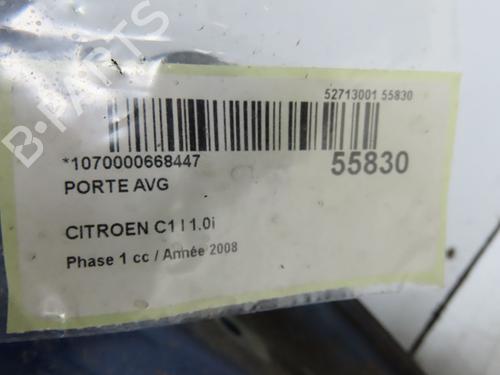 52713001 55830
*1070000668447
55830
PORTE AVG
CITROEN C1 I 1.0i
Phase 1 cc / Année 2008
B-PARTS